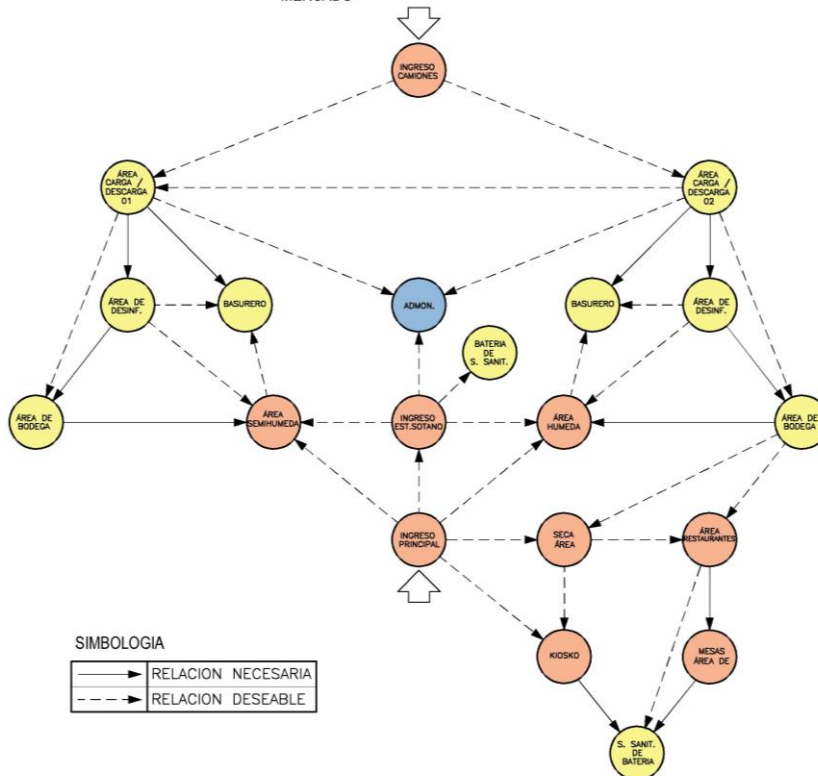 INGRESO
CAMIONES
ÁREA
CARGA /
DESCARGA
01
ÁREA
CARGA /
DESCARGA
02
ÁREA DE
DESINF.
BASURERO
ADMON.
BASURERO
ÁREA DE
DESINF.
BATERIA
DE
S. SANIT.
ÁREA DE
BODEGA
ÁREA
SEMIHUMEDA
INGRESO
EST.SOTANO
ÁREA
HUMEDA
ÁREA DE
BODEGA
INGRESO
PRINCIPAL
SECA
ÁREA
ÁREA
RESTAURANTES
KIOSKO
MESAS
ÁREA DE
S. SANIT.
DE
BATERIA
SIMBOLOGIA
RELACION NECESARIA
RELACION DESEABLE